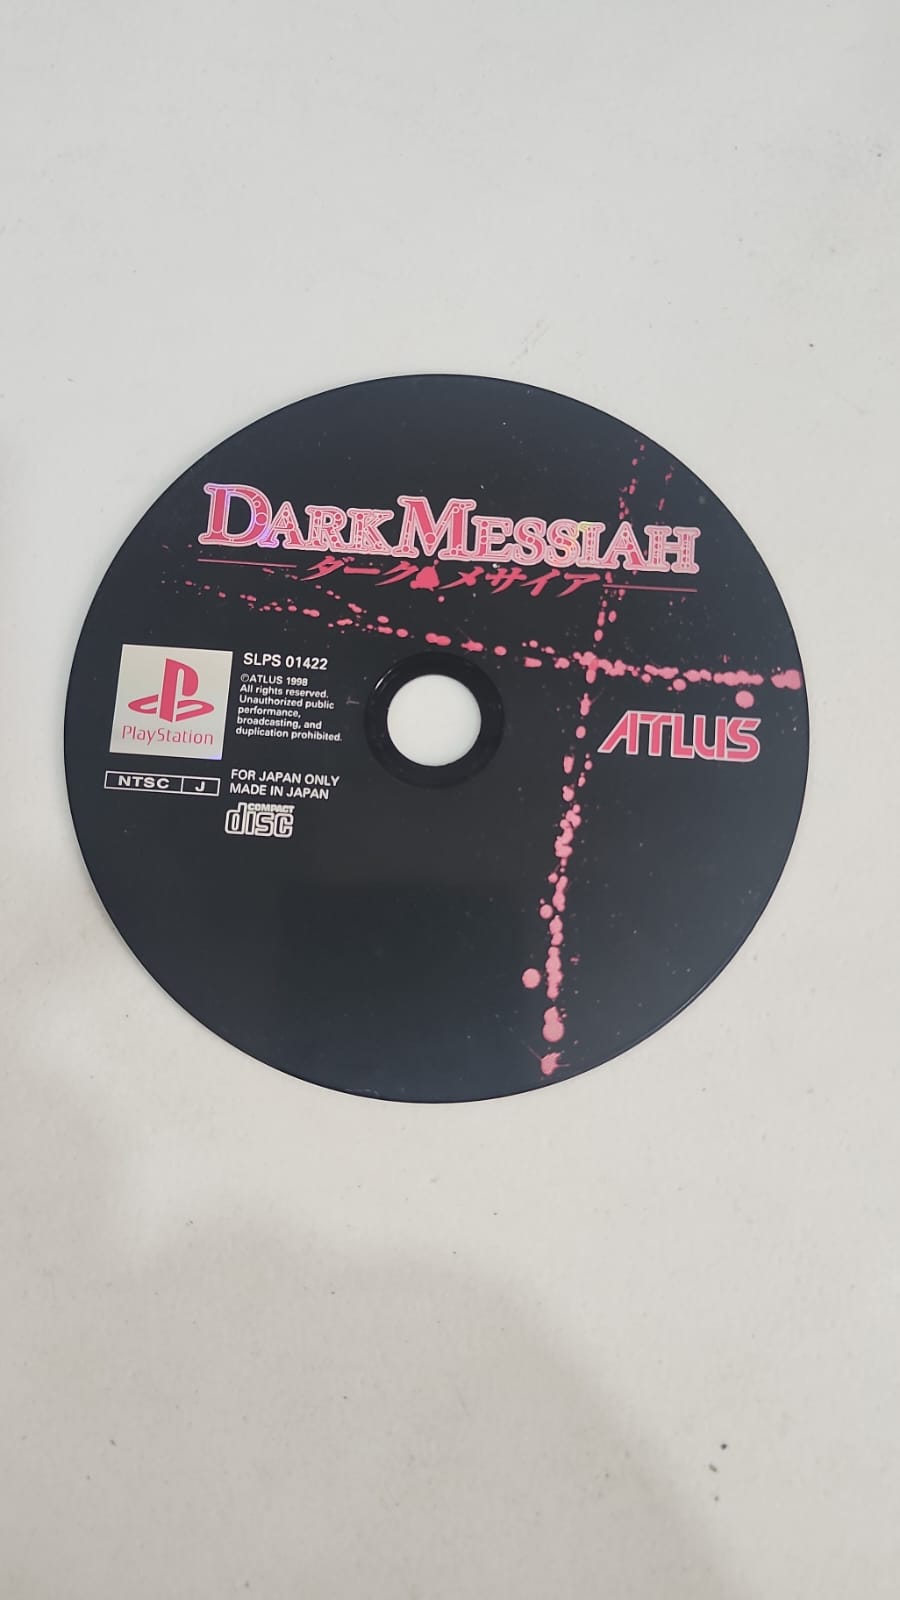 DARK MESSIAH
ダーク メサイア
SLPS 01422
©ATLUS 1998
All rights reserved.
Unauthorized public
performance,
broadcasting, and
duplication prohibited.
PlayStation
ATLUS
NTSC J
FOR JAPAN ONLY
MADE IN JAPAN
COMPACT
disc